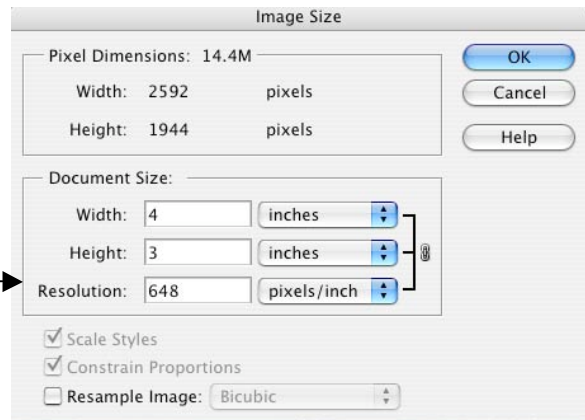 Image Size
Pixel Dimensions: 14.4M
Width: 2592 pixels
Height: 1944 pixels
OK
Cancel
Help
Document Size:
Width: 4 inches
Height: 3 inches
Resolution: 648 pixels/inch
Scale Styles
Constrain Proportions
Resample Image: Bicubic